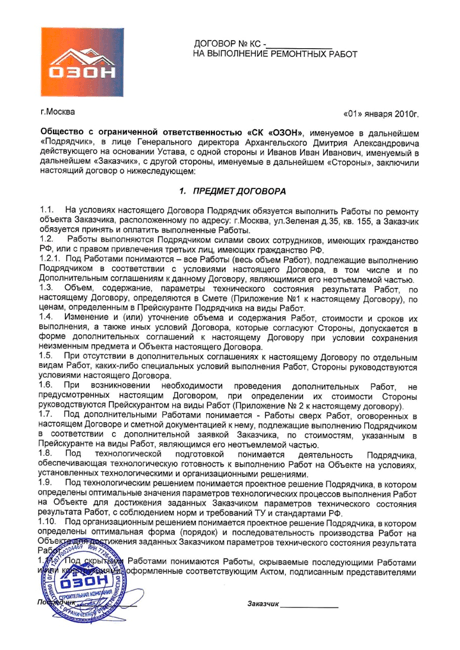 ОЗОН
ДОГОВОР № КС -
НА ВЫПОЛНЕНИЕ РЕМОНТНЫХ РАБОТ
г.Москва
«01» января 2010г.
Общество с ограниченной ответственностью «СК «ОЗОН», именуемое в дальнейшем
«Подрядчик», в лице Генерального директора Архангельского Дмитрия Александровича
действующего на основании Устава, с одной стороны и Иванов Иван Иванович, именуемый в
дальнейшем «Заказчик», с другой стороны, именуемые в дальнейшем «Стороны», заключили
настоящий договор о нижеследующем:
1. ПРЕДМЕТ ДОГОВОРА
1.1. На условиях настоящего Договора Подрядчик обязуется выполнить Работы по ремонту
объекта Заказчика, расположенному по адресу: г.Москва, ул.Зеленая д.35, кв. 155, а Заказчик
обязуется принять и оплатить выполненные Работы.
1.2. Работы выполняются Подрядчиком силами своих сотрудников, имеющих гражданство
РФ, или с правом привлечения третьих лиц, имеющих гражданство РФ.
1.2.1. Под Работами понимаются – все Работы (весь объем Работ), подлежащие выполнению
Подрядчиком в соответствии с условиями настоящего Договора, в том числе и по
Дополнительным соглашениям к данному Договору, являющимися его неотъемлемой частью.
1.3. Объем, содержание, параметры технического состояния результата Работ, по
настоящему Договору, определяются в Смете (Приложение №1 к настоящему Договору), по
ценам, определенным в Прейскуранте Подрядчика на виды Работ.
1.4. Изменение и (или) уточнение объема и содержания Работ, стоимости и сроков их
выполнения, а также иных условий Договора, которые согласуют Стороны, допускается в
форме дополнительных соглашений к настоящему Договору при условии сохранения
неизменным предмета и Объекта настоящего Договора.
1.5. При отсутствии в дополнительных соглашениях к настоящему Договору по отдельным
видам Работ, каких-либо специальных условий выполнения Работ, Стороны руководствуются
условиями настоящего Договора.
1.6. При возникновении необходимости проведения дополнительных Работ, не
предусмотренных настоящим Договором, при определении их стоимости Стороны
руководствуются Прейскурантом на виды Работ (Приложение № 2 к настоящему договору).
1.7. Под дополнительными Работами понимается - Работы сверх Работ, оговоренных в
настоящем Договоре и сметной документацией к нему, подлежащие выполнению Подрядчиком
в соответствии с дополнительной заявкой Заказчика, по стоимостям, указанным в
Прейскуранте на виды Работ, являющимся его неотъемлемой частью.
1.8. Под технологической подготовкой понимается деятельность Подрядчика,
обеспечивающая технологическую готовность к выполнению Работ на Объекте на условиях,
установленных технологическими и организационными решениями.
1.9. Под технологическим решением понимается проектное решение Подрядчика, в котором
определены оптимальные значения параметров технологических процессов выполнения Работ
на Объекте для достижения заданных Заказчиком параметров технического состояния
результата Работ, с соблюдением норм и требований ТУ и стандартами РФ.
1.10. Под организационным решением понимается проектное решение Подрядчика, в котором
определены оптимальная форма (порядок) и последовательность производства Работ на
Объекте для достижения заданных Заказчиком параметров технического состояния результата
Работ.
1.11. Под скрытыми Работами понимаются Работы, скрываемые последующими Работами
и/или конструкциями, оформленные соответствующим Актом, подписанный представителями
ОЗОН
СТРОИТЕЛЬНАЯ КОМПАНИЯ
Подрядчик
Заказчик